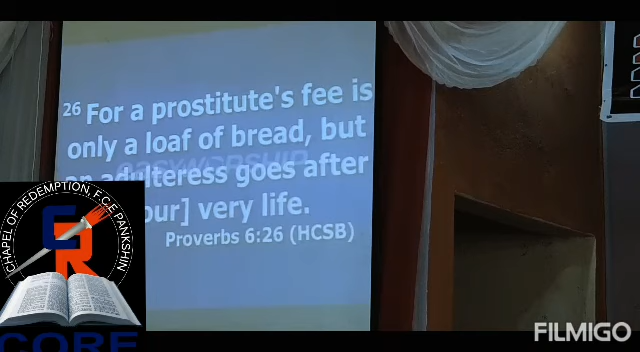 26 For a prostitute's fee is
only a loaf of bread, but
adulteress goes after
very life.
Proverbs 6:26 (HCSB)
EASYWORSHIP
CHAPEL OF REDEMPTION, F.C.E PANKSHIN
CR
CORE
FILMIGO